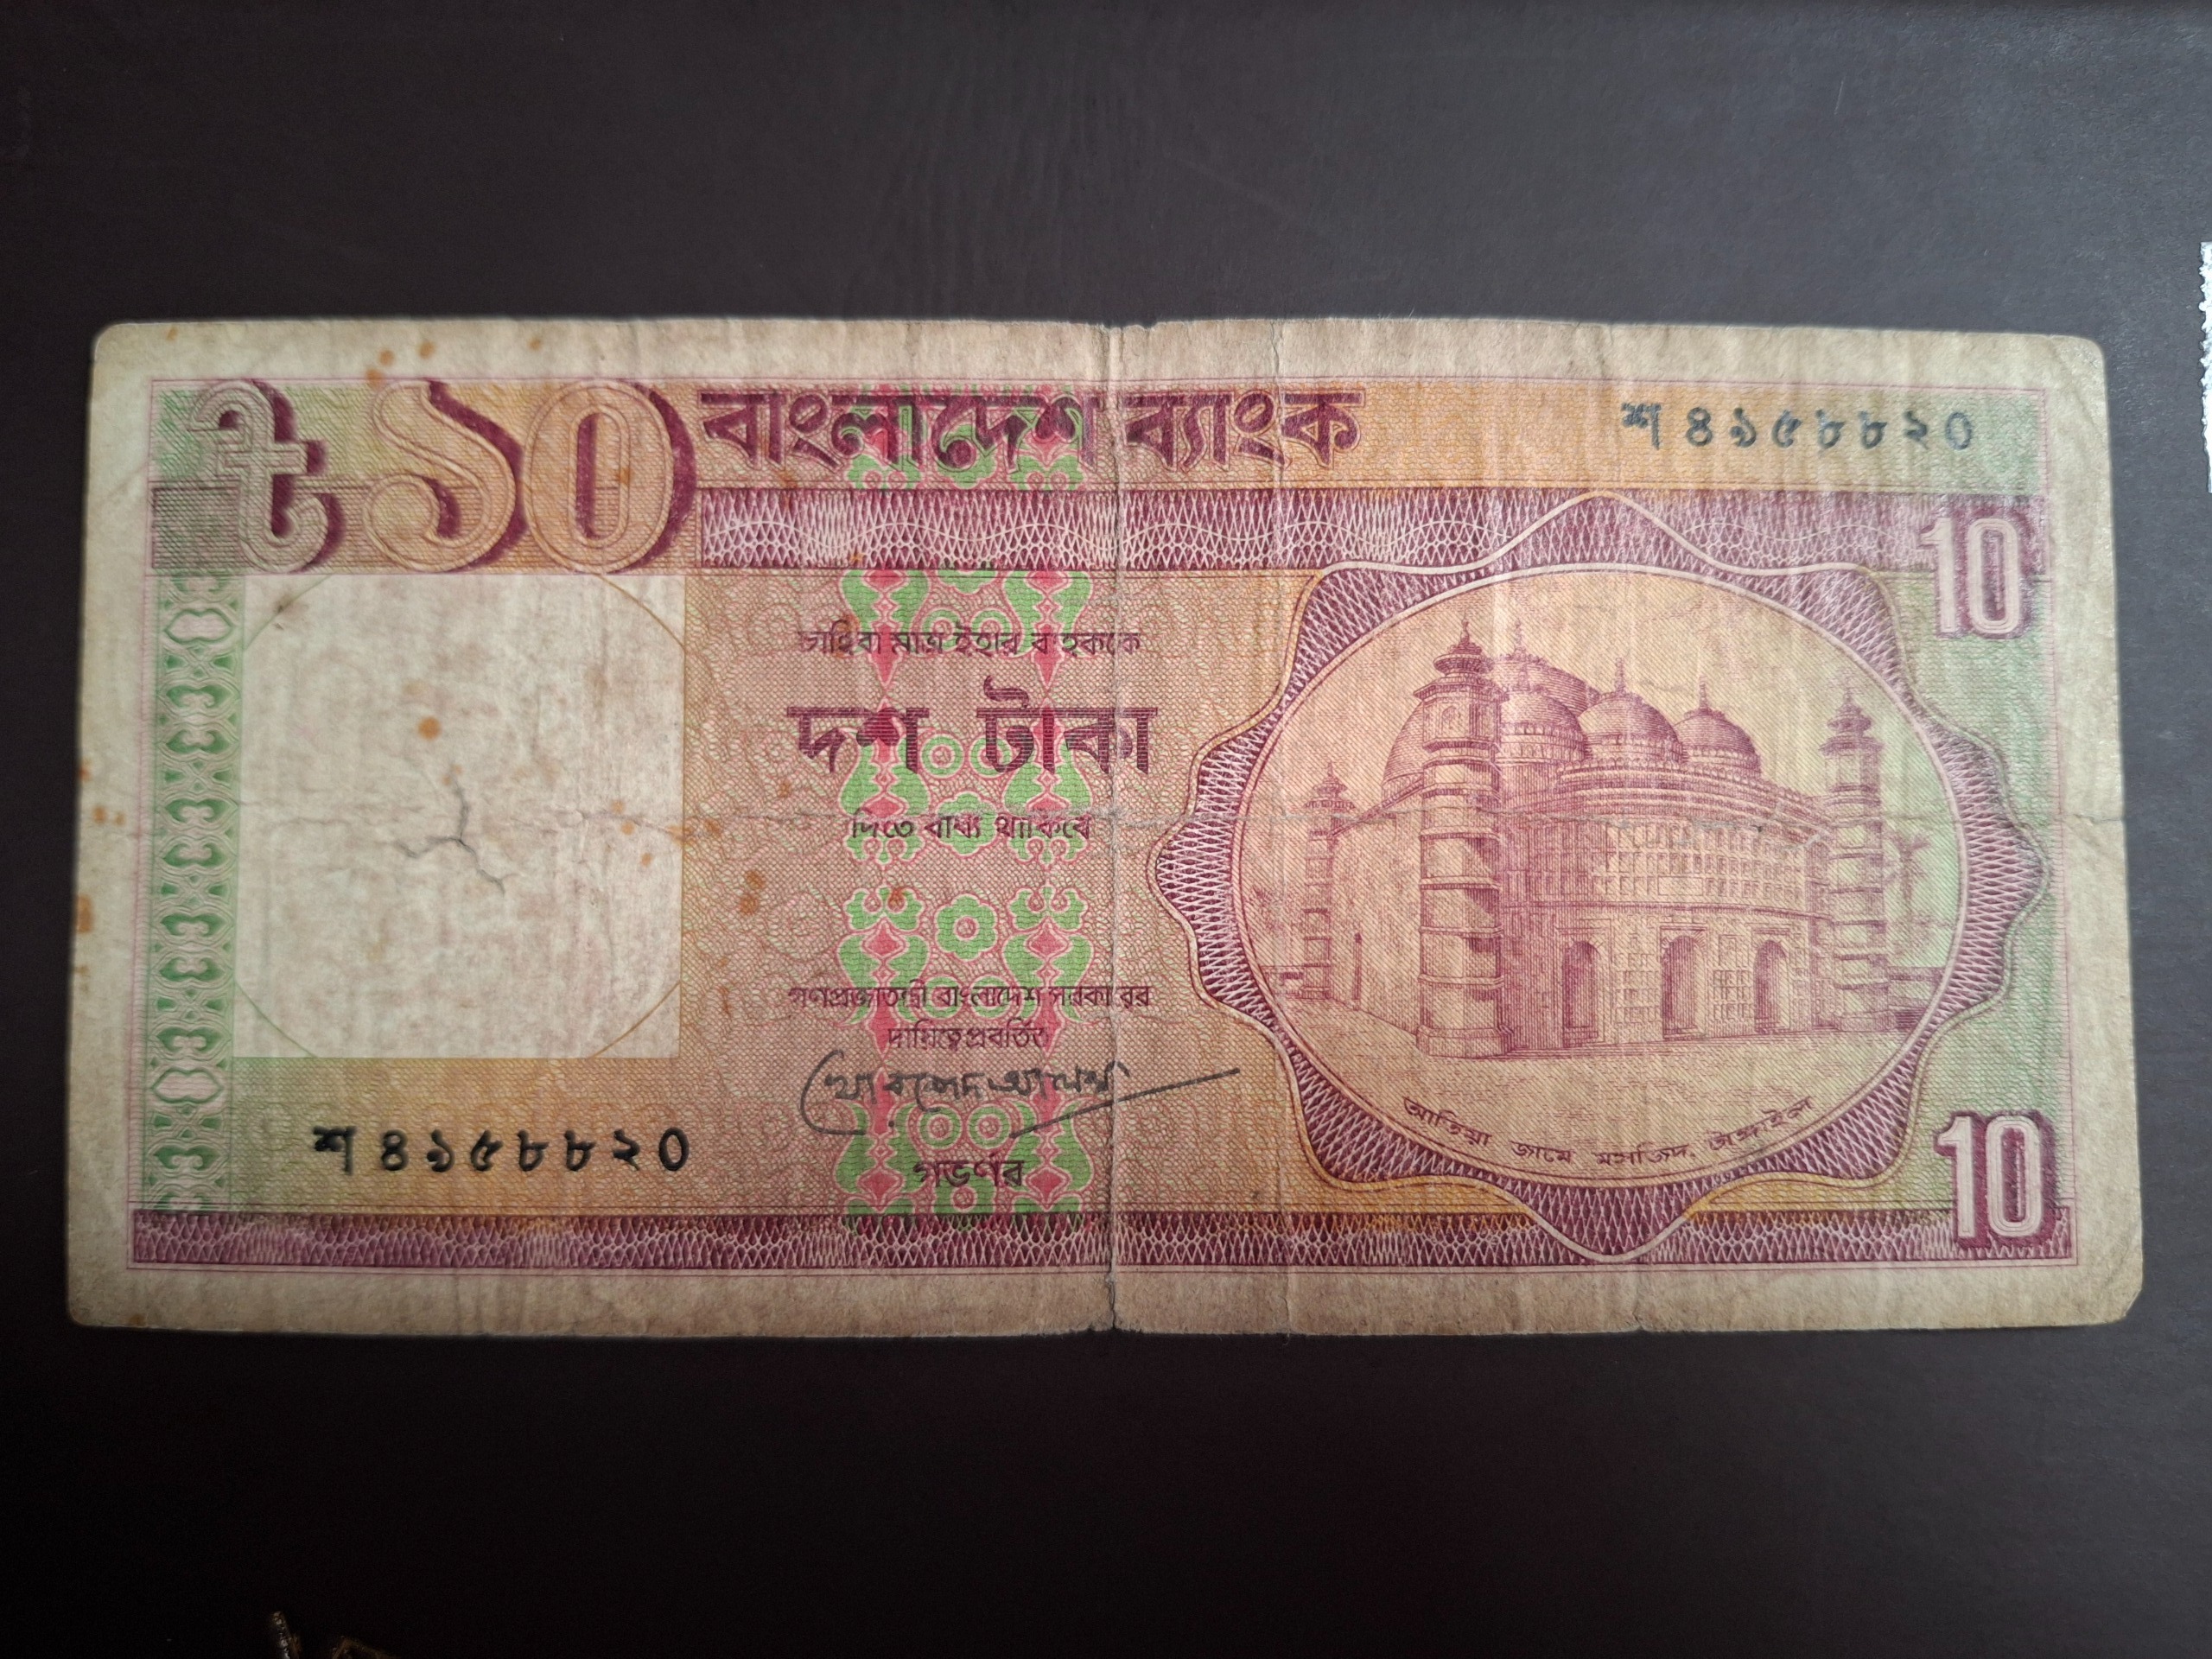 ৳১০ বাংলাদেশ ব্যাংক
শ ৪১৫৮৮২০
10
চাহিবা মাত্র ইহার বাহককে
দশ টাকা
দিতে বাধ্য থাকিবে
গণপ্রজাতন্ত্রী বাংলাদেশ সরকারের
দায়িত্বে প্রবর্তিত
গভর্ণর
শ ৪১৫৮৮২০
আতিয়া জামে মসজিদ, টাঙ্গাইল
10